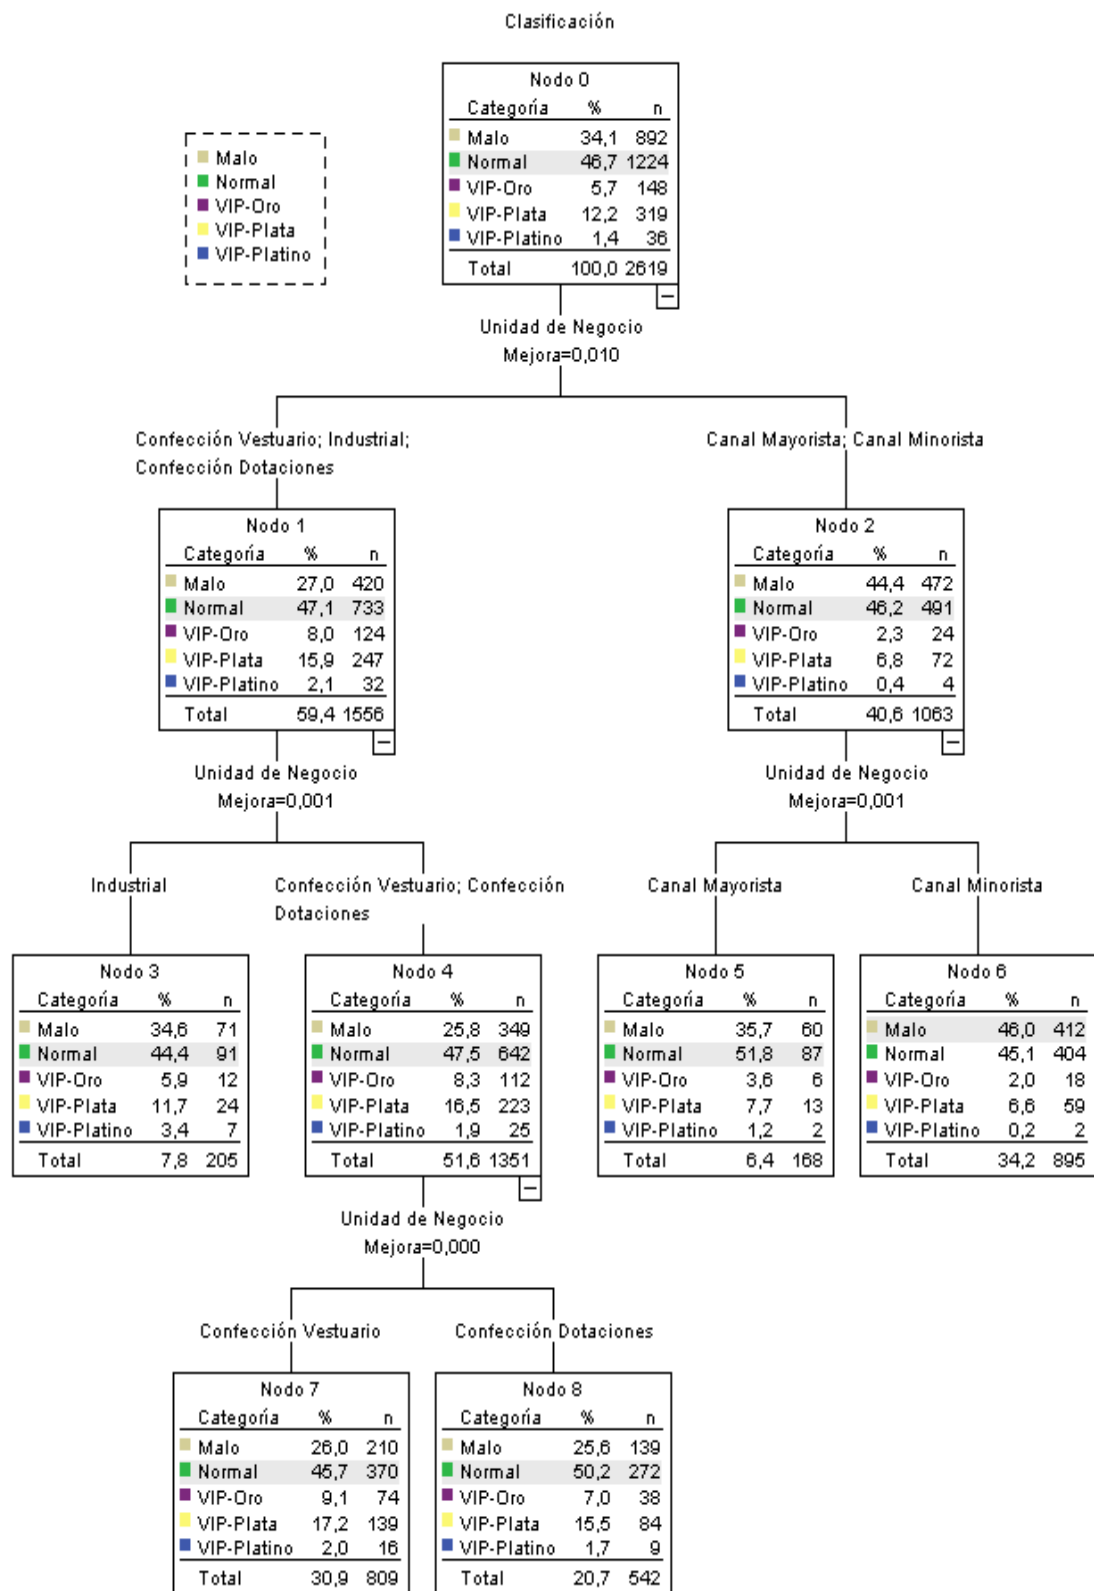 Clasificación
Nodo 0
Categoría % n
Malo 34,1 892
Normal 46,7 1224
VIP-Oro 5,7 148
VIP-Plata 12,2 319
VIP-Platino 1,4 36
Total 100,0 2619
Malo
Normal
VIP-Oro
VIP-Plata
VIP-Platino
Unidad de Negocio
Mejora=0,010
Confección Vestuario; Industrial;
Confección Dotaciones
Canal Mayorista; Canal Minorista
Nodo 1
Categoría % n
Malo 27,0 420
Normal 47,1 733
VIP-Oro 8,0 124
VIP-Plata 15,9 247
VIP-Platino 2,1 32
Total 59,4 1556
Nodo 2
Categoría % n
Malo 44,4 472
Normal 46,2 491
VIP-Oro 2,3 24
VIP-Plata 6,8 72
VIP-Platino 0,4 4
Total 40,6 1063
Unidad de Negocio
Mejora=0,001
Unidad de Negocio
Mejora=0,001
Industrial
Confección Vestuario; Confección
Dotaciones
Canal Mayorista
Canal Minorista
Nodo 3
Categoría % n
Malo 34,6 71
Normal 44,4 91
VIP-Oro 5,9 12
VIP-Plata 11,7 24
VIP-Platino 3,4 7
Total 7,8 205
Nodo 4
Categoría % n
Malo 25,8 349
Normal 47,5 642
VIP-Oro 8,3 112
VIP-Plata 16,5 223
VIP-Platino 1,9 25
Total 51,6 1351
Nodo 5
Categoría % n
Malo 35,7 60
Normal 51,8 87
VIP-Oro 3,6 6
VIP-Plata 7,7 13
VIP-Platino 1,2 2
Total 6,4 168
Nodo 6
Categoría % n
Malo 46,0 412
Normal 45,1 404
VIP-Oro 2,0 18
VIP-Plata 6,6 59
VIP-Platino 0,2 2
Total 34,2 895
Unidad de Negocio
Mejora=0,000
Confección Vestuario
Confección Dotaciones
Nodo 7
Categoría % n
Malo 26,0 210
Normal 45,7 370
VIP-Oro 9,1 74
VIP-Plata 17,2 139
VIP-Platino 2,0 16
Total 30,9 809
Nodo 8
Categoría % n
Malo 25,6 139
Normal 50,2 272
VIP-Oro 7,0 38
VIP-Plata 15,5 84
VIP-Platino 1,7 9
Total 20,7 542